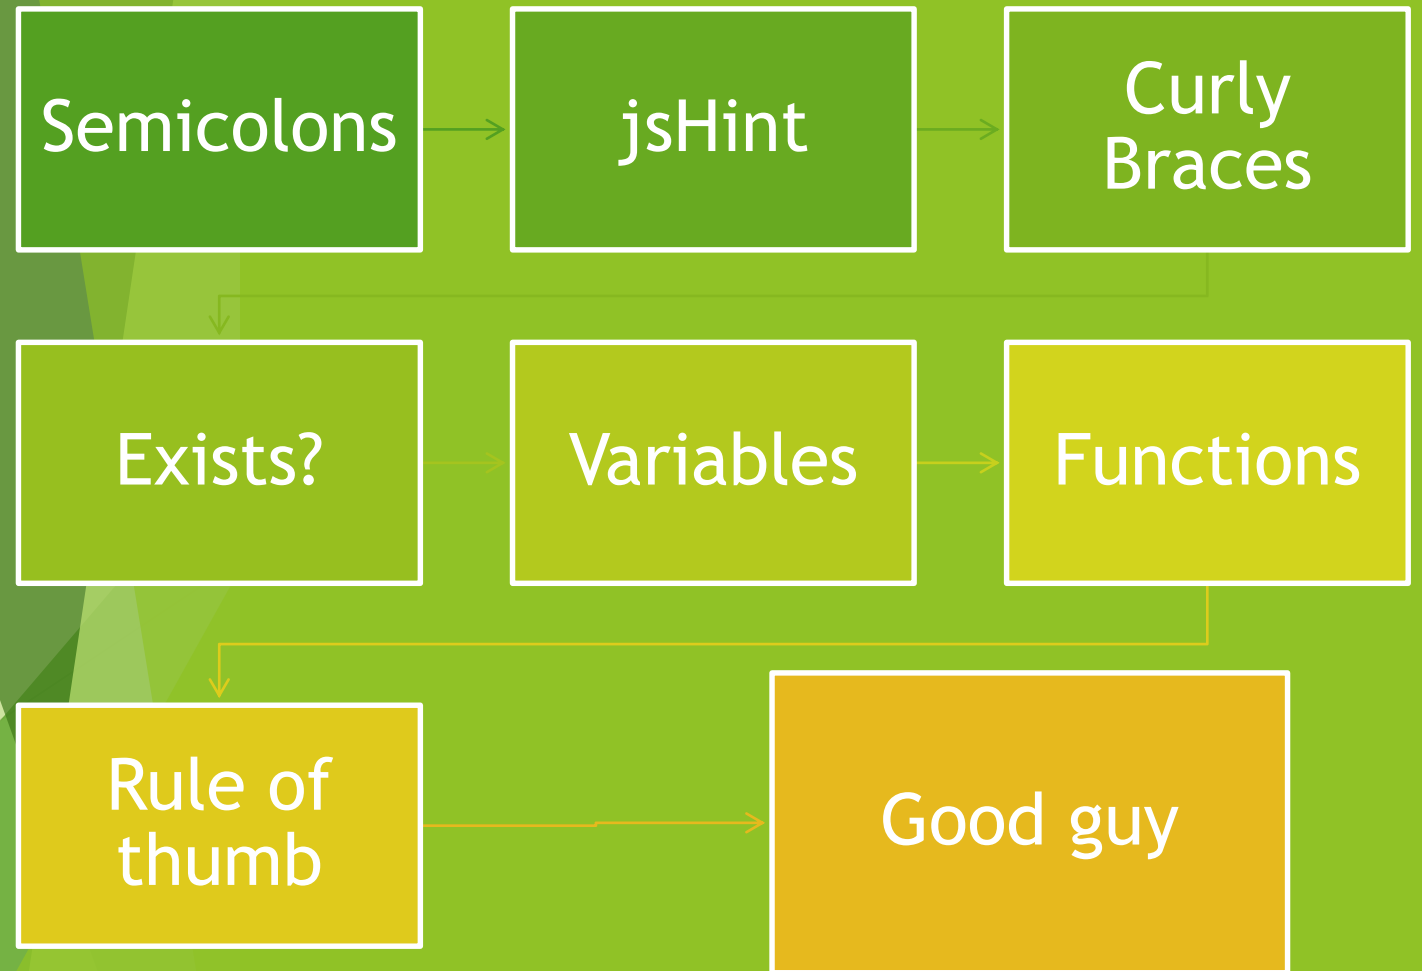 Semicolons
jsHint
Curly
Braces
Exists?
Variables
Functions
Rule of
thumb
Good guy